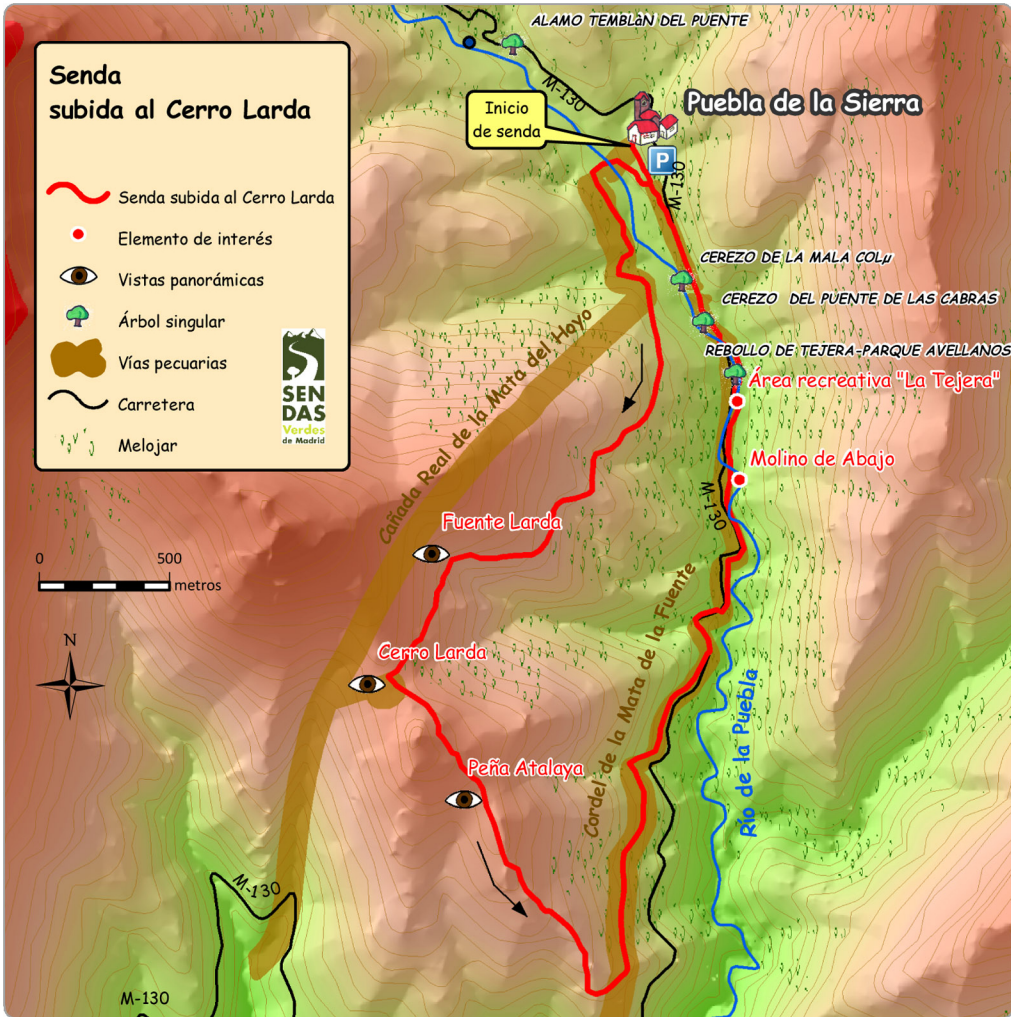 ALAMO TEMBLàN DEL PUENTE
Senda
subida al Cerro Larda
M-130
Inicio
de senda
Puebla de la Sierra
P
M-130
Senda subida al Cerro Larda
Elemento de interés
Vistas panorámicas
Árbol singular
Vías pecuarias
Carretera
Melojar
SEN
DAS
Verdes
de Madrid
CEREZO DE LA MALA COLµ
CEREZO DEL PUENTE DE LAS CABRAS
REBOLLO DE TEJERA-PARQUE AVELLANOS
Área recreativa "La Tejera"
Molino de Abajo
M-130
Cañada Real de la Mata del Hoyo
Fuente Larda
0 500
metros
N
Cerro Larda
Cordel de la Mata de la Fuente
Río de la Puebla
Peña Atalaya
M-130
M-130